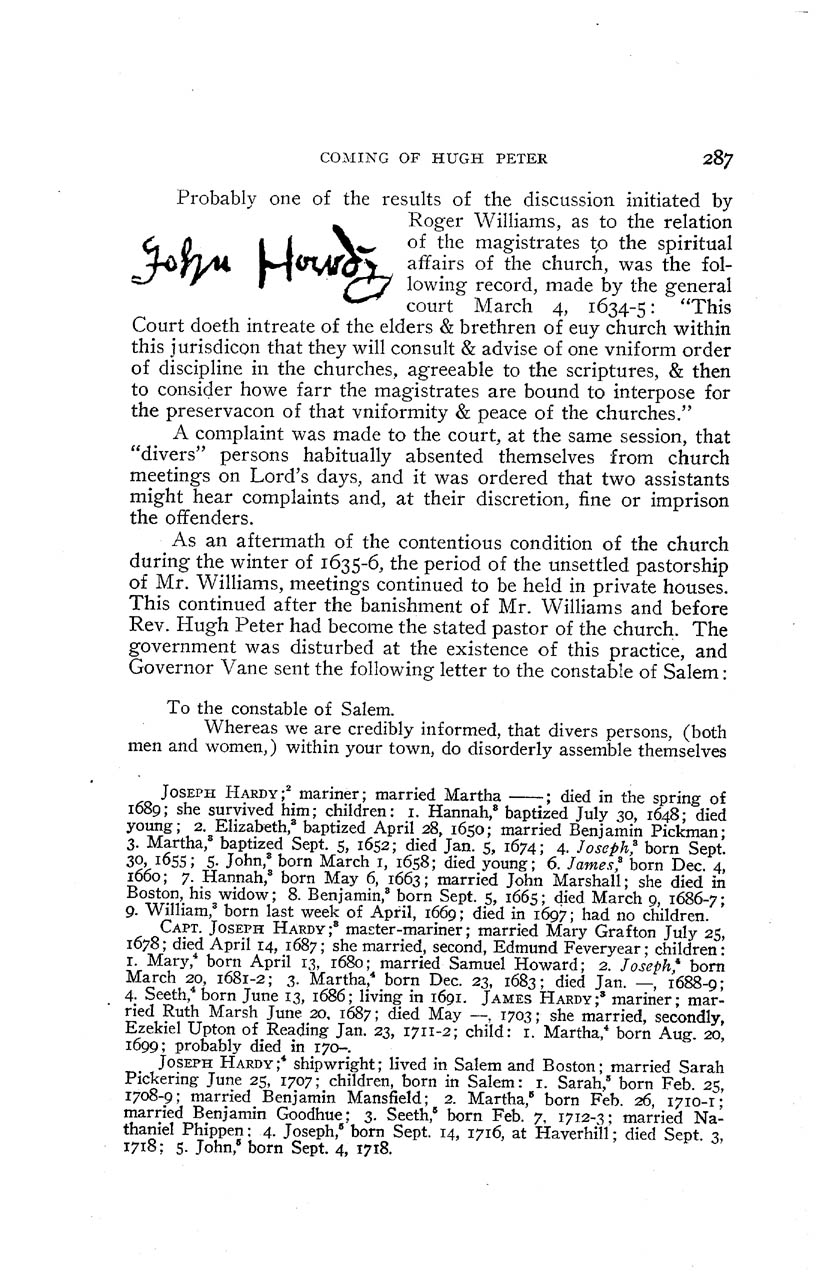 COMING OF HUGH PETER 287
Probably one of the results of the discussion initiated by
Roger Williams, as to the relation
of the magistrates to the spiritual
John Hardy
affairs of the church, was the fol-
lowing record, made by the general
court March 4, 1634-5: “This
Court doeth intreate of the elders & brethren of euy church within
this jurisdicon that they will consult & advise of one vniform order
of discipline in the churches, agreeable to the scriptures, & then
to consider howe farr the magistrates are bound to interpose for
the preservacon of that vniformity & peace of the churches.”
A complaint was made to the court, at the same session, that
“divers” persons habitually absented themselves from church
meetings on Lord’s days, and it was ordered that two assistants
might hear complaints and, at their discretion, fine or imprison
the offenders.
As an aftermath of the contentious condition of the church
during the winter of 1635-6, the period of the unsettled pastorship
of Mr. Williams, meetings continued to be held in private houses.
This continued after the banishment of Mr. Williams and before
Rev. Hugh Peter had become the stated pastor of the church. The
government was disturbed at the existence of this practice, and
Governor Vane sent the following letter to the constable of Salem:
To the constable of Salem.
Whereas we are credibly informed, that divers persons, (both
men and women,) within your town, do disorderly assemble themselves
JOSEPH HARDY;² mariner; married Martha ——; died in the spring of
1689; she survived him; children: 1. Hannah,³ baptized July 30, 1648; died
young; 2. Elizabeth,³ baptized April 28, 1650; married Benjamin Pickman;
3. Martha,³ baptized Sept. 5, 1652; died Jan. 5, 1674; 4. Joseph,³ born Sept.
30, 1655; 5. John,³ born March 1, 1658; died young; 6. James,³ born Dec. 4,
1660; 7. Hannah,³ born May 6, 1663; married John Marshall; she died in
Boston, his widow; 8. Benjamin,³ born Sept. 5, 1665; died March 9, 1686-7;
9. William,³ born last week of April, 1669; died in 1697; had no children.
CAPT. JOSEPH HARDY;³ master-mariner; married Mary Grafton July 25,
1678; died April 14, 1687; she married, second, Edmund Feveryear; children:
1. Mary,⁴ born April 13, 1680; married Samuel Howard; 2. Joseph,⁴ born
March 20, 1681-2; 3. Martha,⁴ born Dec. 23, 1683; died Jan. —, 1688-9;
4. Seeth,⁴ born June 13, 1686; living in 1691. JAMES HARDY;³ mariner; mar-
ried Ruth Marsh June 20, 1687; died May —, 1703; she married, secondly,
Ezekiel Upton of Reading Jan. 23, 1711-2; child: 1. Martha,⁴ born Aug. 20,
1699; probably died in 170–.
JOSEPH HARDY;⁴ shipwright; lived in Salem and Boston; married Sarah
Pickering June 25, 1707; children, born in Salem: 1. Sarah,⁵ born Feb. 25,
1708-9; married Benjamin Mansfield; 2. Martha,⁵ born Feb. 26, 1710-1;
married Benjamin Goodhue; 3. Seeth,⁵ born Feb. 7, 1712-3; married Na-
thaniel Phippen; 4. Joseph,⁵ born Sept. 14, 1716, at Haverhill; died Sept. 3,
1718; 5. John,⁵ born Sept. 4, 1718.